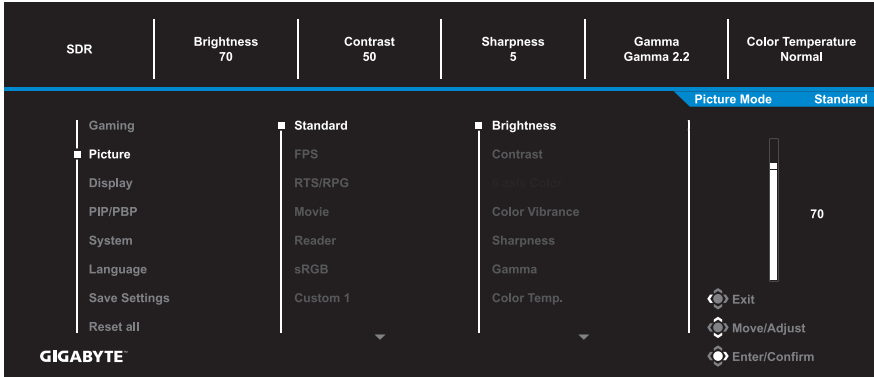 SDR
Brightness
70
Contrast
50
Sharpness
5
Gamma
Gamma 2.2
Color Temperature
Normal
Picture Mode Standard
Gaming
Picture
Display
PIP/PBP
System
Language
Save Settings
Reset all
Standard
FPS
RTS/RPG
Movie
Reader
sRGB
Custom 1
Brightness
Contrast
Color Vibrance
Sharpness
Gamma
Color Temp.
70
Exit
Move/Adjust
Enter/Confirm
GIGABYTE™